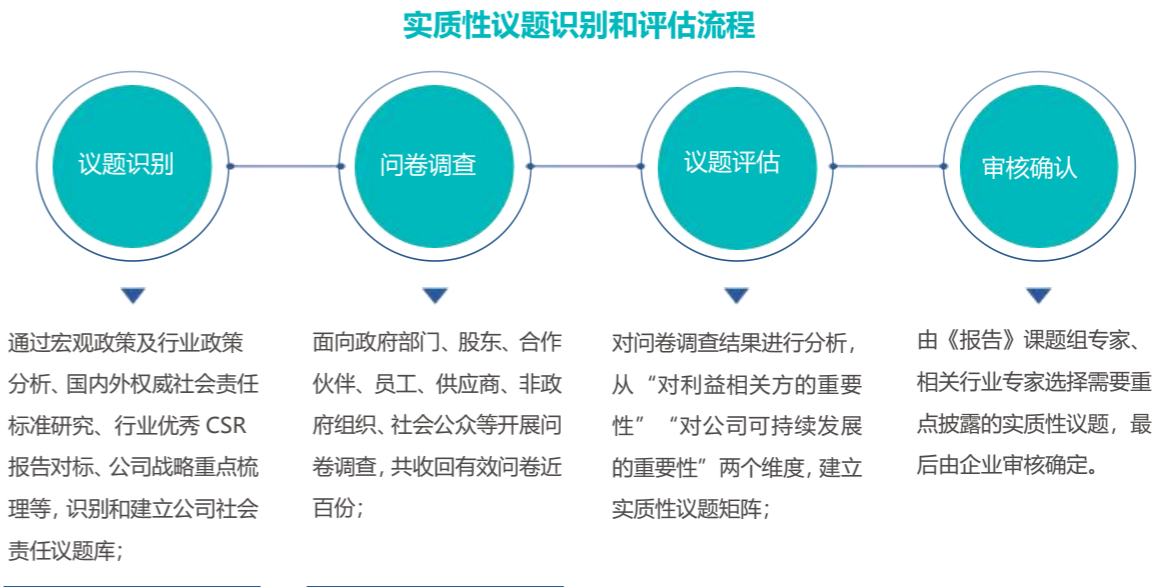 实质性议题识别和评估流程
议题识别
问卷调查
议题评估
审核确认
通过宏观政策及行业政策
分析、国内外权威社会责任
标准研究、行业优秀 CSR
报告对标、公司战略重点梳
理等，识别和建立公司社会
责任议题库；
面向政府部门、股东、合作
伙伴、员工、供应商、非政
府组织、社会公众等开展问
卷调查，共收回有效问卷近
百份；
对问卷调查结果进行分析，
从“对利益相关方的重要
性”“对公司可持续发展
的重要性”两个维度，建立
实质性议题矩阵；
由《报告》课题组专家、
相关行业专家选择需要重
点披露的实质性议题，最
后由企业审核确定。